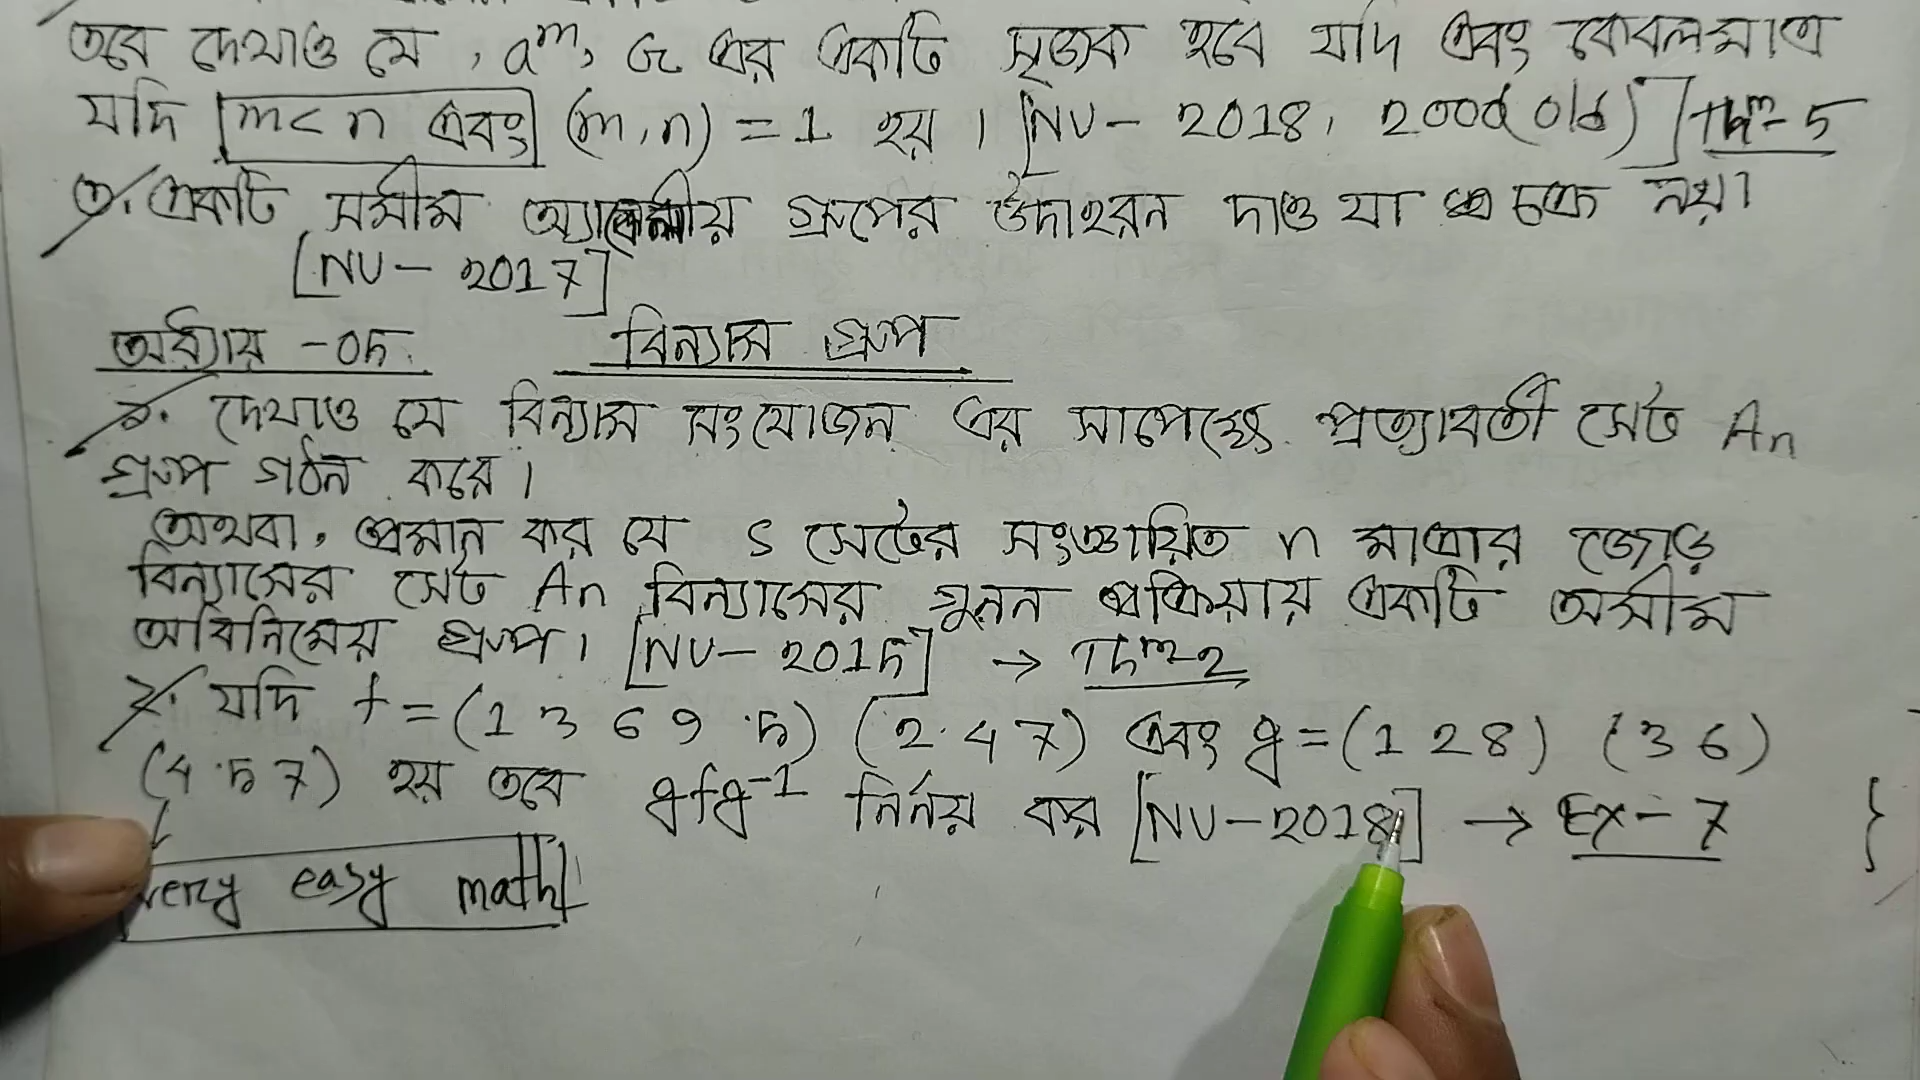 তবে দেখাও যে, aᵐ, G এর একটি সৃজক হবে যদি এবং কেবলমাত্র
যদি m < n এবং (m, n) = 1 হয়। [NU - 2018, 2000(old)] Thᵐ-5
৩. একটি সসীম অ্যাবেলীয় গ্রুপের উদাহরন দাও যা চক্র নয়।
[NU - 2017]
অধ্যায় -05 বিন্যাস গ্রুপ
১. দেখাও যে বিন্যাস সংযোজন এর সাপেক্ষে প্রত্যাবর্তী সেট An
গ্রুপ গঠন করে।
অথবা, প্রমান কর যে S সেটের সংজ্ঞায়িত n মাত্রার জোড়
বিন্যাসের সেট An বিন্যাসের গুনন প্রক্রিয়ায় একটি অসীম
অবিনিমেয় গ্রুপ। [NU - 2015] → Thᵐ-2
২. যদি f = (1 3 6 9 5) (2 4 7) এবং g = (1 2 8) (3 6)
(4 5 7) হয় তবে gfg⁻¹ নির্নয় কর [NU - 2018] → Ex - 7
very easy math